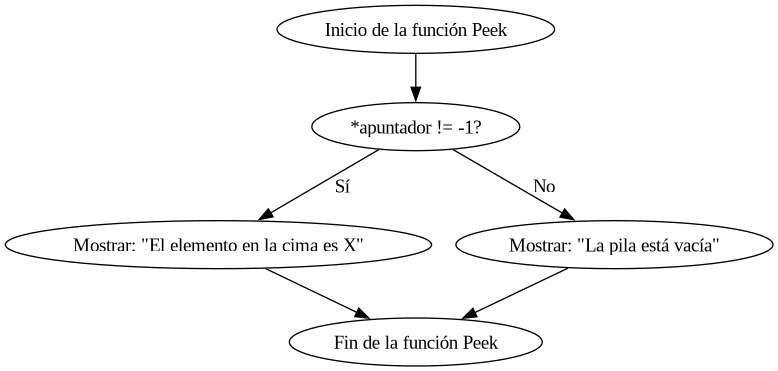 Inicio de la función Peek
*apuntador != -1?
Sí
No
Mostrar: "El elemento en la cima es X"
Mostrar: "La pila está vacía"
Fin de la función Peek